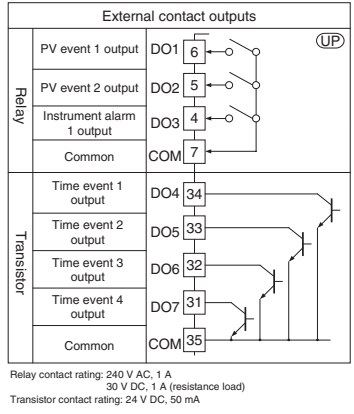 External contact outputs
UP
Relay
PV event 1 output DO1 6
PV event 2 output DO2 5
Instrument alarm
1 output DO3 4
Common COM 7
Transistor
Time event 1
output DO4 34
Time event 2
output DO5 33
Time event 3
output DO6 32
Time event 4
output DO7 31
Common COM 35
Relay contact rating: 240 V AC, 1 A
30 V DC, 1 A (resistance load)
Transistor contact rating: 24 V DC, 50 mA